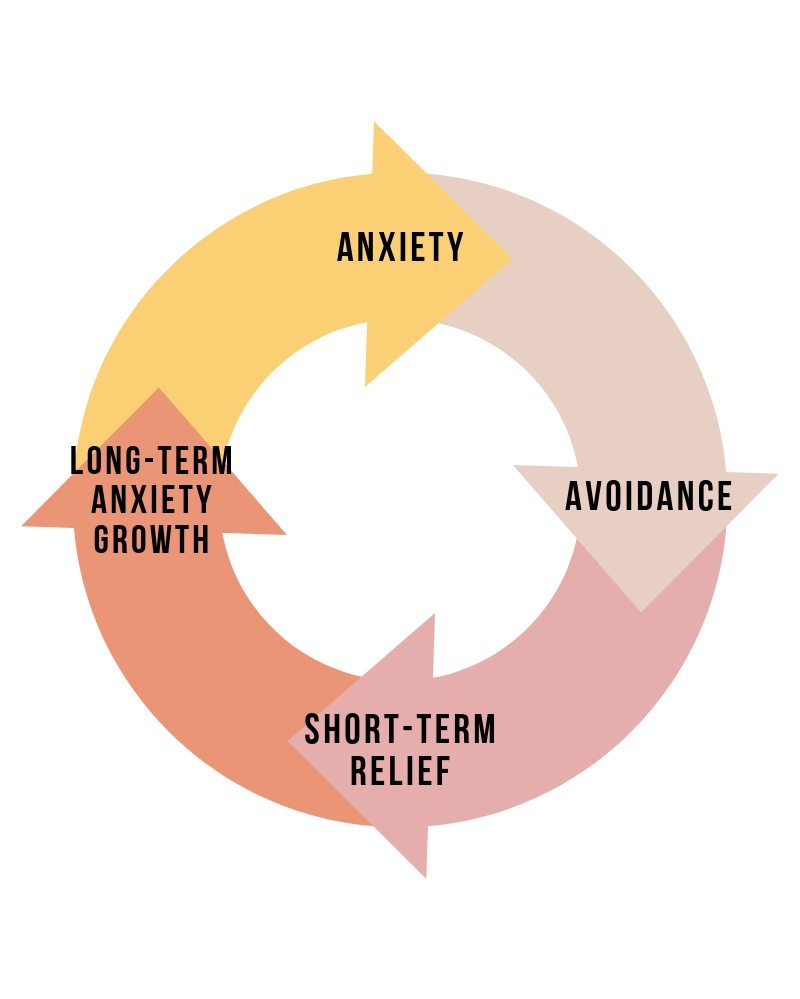 ANXIETY
AVOIDANCE
SHORT-TERM
RELIEF
LONG-TERM
ANXIETY
GROWTH